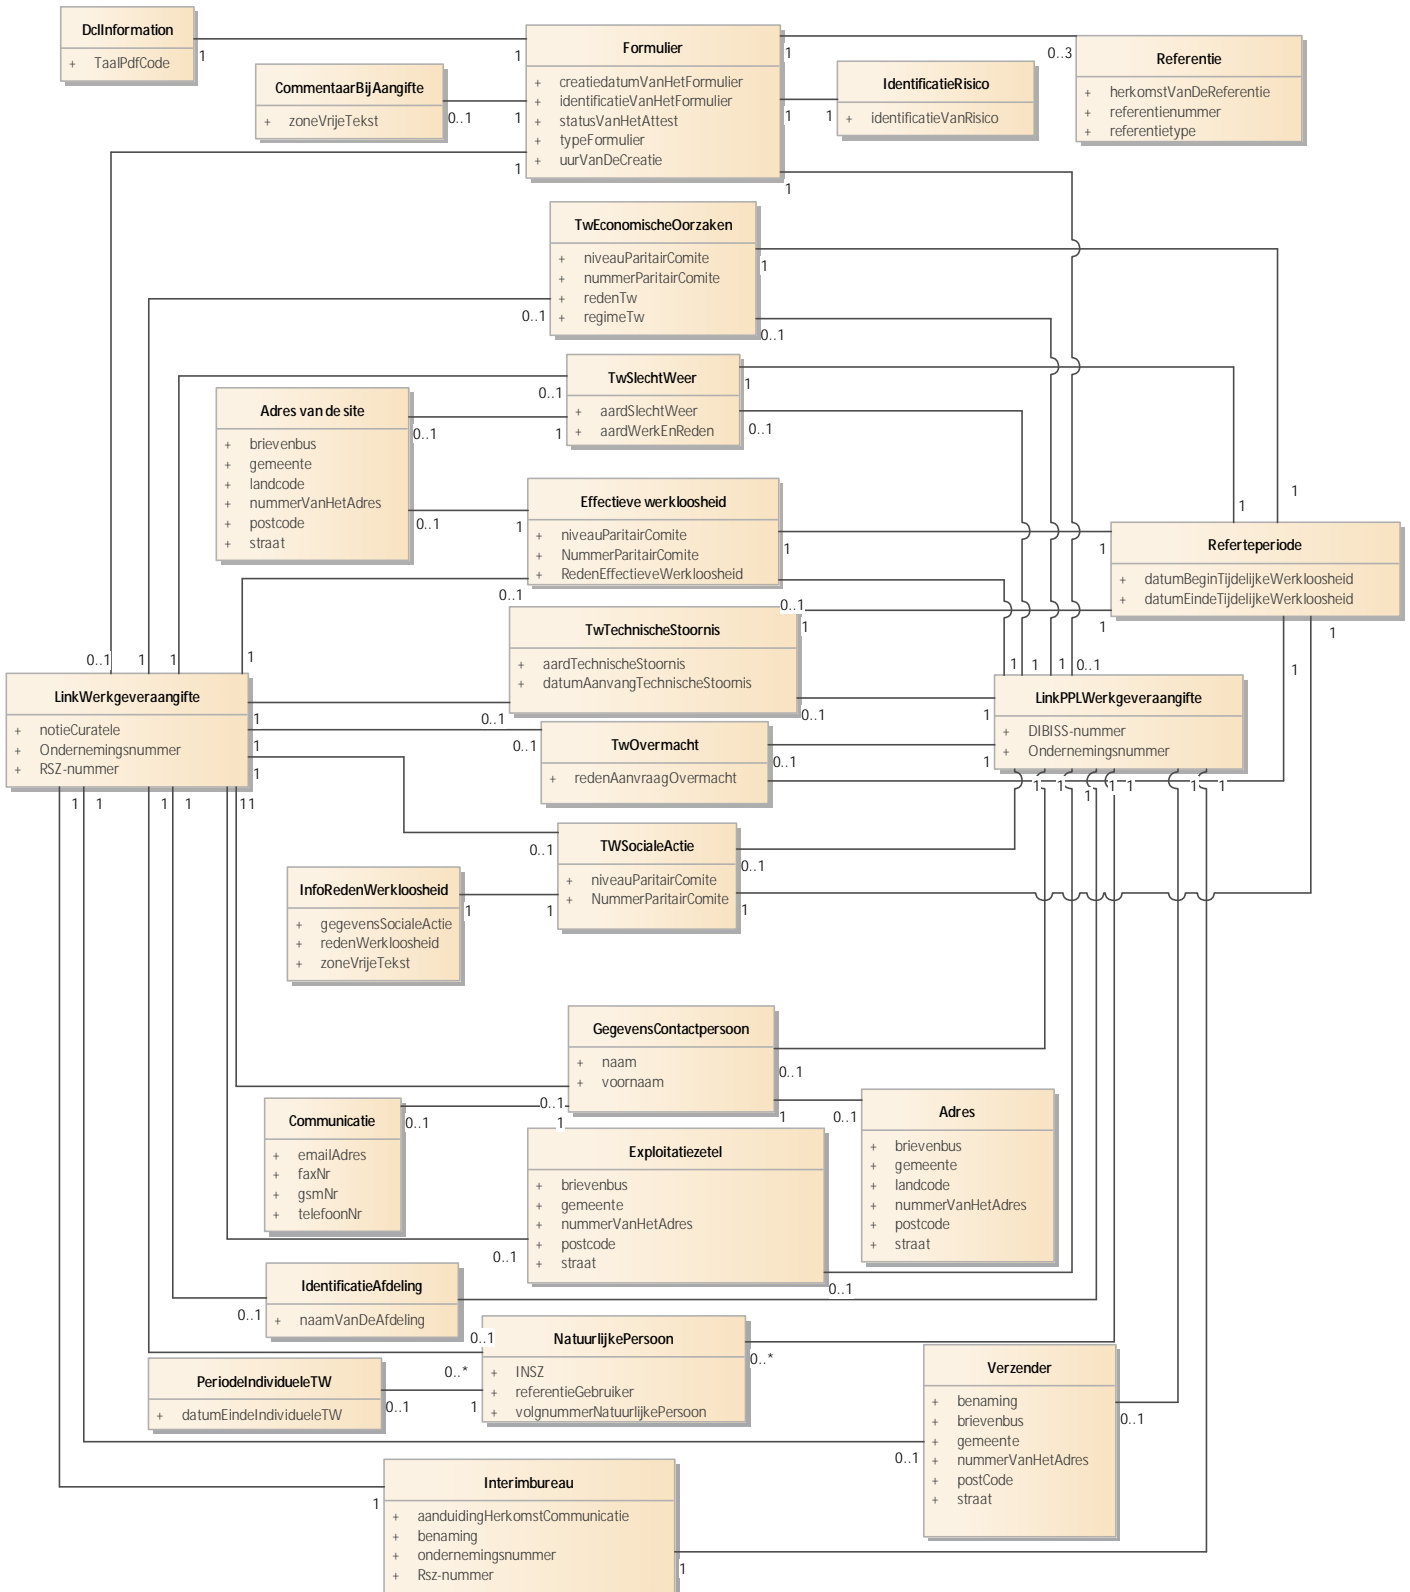 DclInformation
+ TaalPdfCode
1
1
Formulier
+ creatiedatumVanHetFormulier
+ identificatieVanHetFormulier
+ statusVanHetAttest
+ typeFormulier
+ uurVanDeCreatie
1
0..3
Referentie
+ herkomstVanDeReferentie
+ referentienummer
+ referentietype
CommentaarBijAangifte
+ zoneVrijeTekst
0..1
1
IdentificatieRisico
+ identificatieVanRisico
1
1
1
1
TwEconomischeOorzaken
+ niveauParitairComite
+ nummerParitairComite
+ redenTw
+ regimeTw
1
0..1
0..1
TwSlechtWeer
+ aardSlechtWeer
+ aardWerkEnReden
0..1
1
1
0..1
Adres van de site
+ brievenbus
+ gemeente
+ landcode
+ nummerVanHetAdres
+ postcode
+ straat
0..1
0..1
Effectieve werkloosheid
+ niveauParitairComite
+ NummerParitairComite
+ RedenEffectieveWerkloosheid
1
1
0..1
0..1
1
1
Referteperiode
+ datumBeginTijdelijkeWerkloosheid
+ datumEindeTijdelijkeWerkloosheid
1
1
1
1
TwTechnischeStoornis
+ aardTechnischeStoornis
+ datumAanvangTechnischeStoornis
1
0..1
0..1
0..1
1
1
1
LinkWerkgeveraangifte
+ notieCuratele
+ Ondernemingsnummer
+ RSZ-nummer
1
1
1
1
1
1
1
11
1
1
1
0..1
LinkPPLWerkgeveraangifte
+ DIBISS-nummer
+ Ondernemingsnummer
1
1
1
1
1
1
1
1
1
1
TwOvermacht
+ redenAanvraagOvermacht
0..1
0..1
TWSocialeActie
+ niveauParitairComite
+ NummerParitairComite
0..1
0..1
1
1
InfoRedenWerkloosheid
+ gegevensSocialeActie
+ redenWerkloosheid
+ zoneVrijeTekst
1
GegevensContactpersoon
+ naam
+ voornaam
0..1
0..1
1
1
Communicatie
+ emailAdres
+ faxNr
+ gsmNr
+ telefoonNr
0..1
Adres
+ brievenbus
+ gemeente
+ landcode
+ nummerVanHetAdres
+ postcode
+ straat
0..1
Exploitatiezetel
+ brievenbus
+ gemeente
+ nummerVanHetAdres
+ postcode
+ straat
0..1
0..1
IdentificatieAfdeling
+ naamVanDeAfdeling
0..1
0..1
NatuurlijkePersoon
+ INSZ
+ referentieGebruiker
+ volgnummerNatuurlijkePersoon
0..*
0..*
1
PeriodeIndividueleTW
+ datumEindeIndividueleTW
0..1
Verzender
+ benaming
+ brievenbus
+ gemeente
+ nummerVanHetAdres
+ postCode
+ straat
0..1
0..1
Interimbureau
+ aanduidingHerkomstCommunicatie
+ benaming
+ ondernemingsnummer
+ Rsz-nummer
1
1